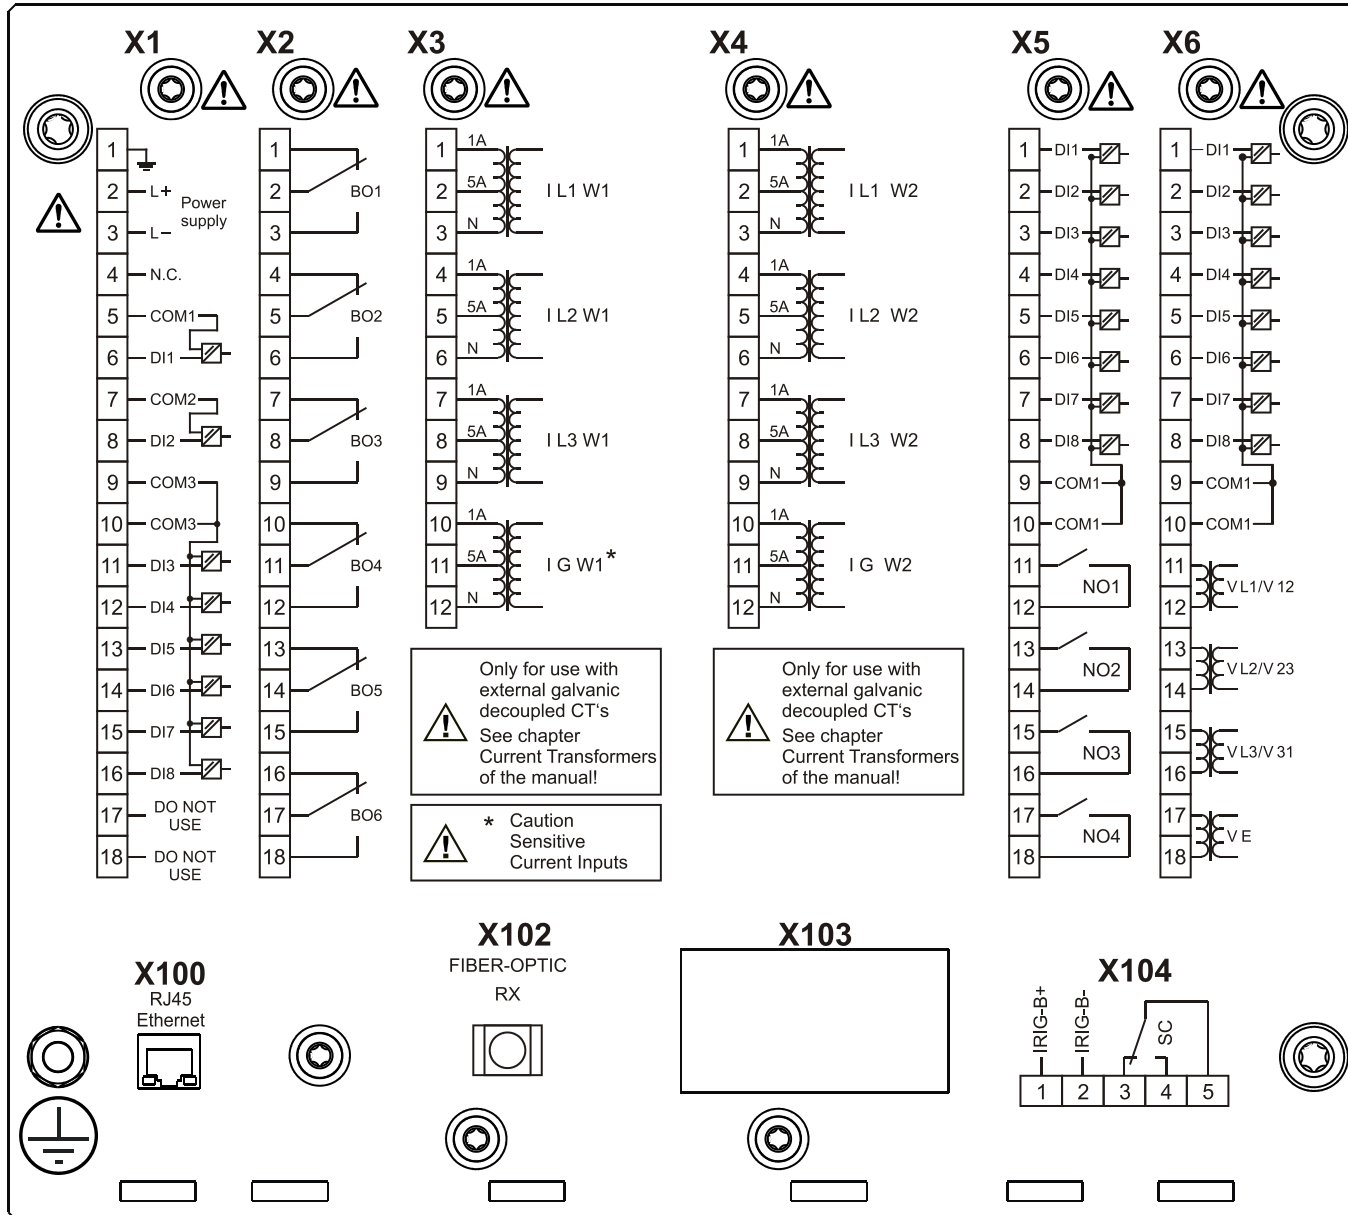 X1
1
2 L+
Power
supply
3 L–
4 N.C.
5 COM1
6 DI1
7 COM2
8 DI2
9 COM3
10 COM3
11 DI3
12 DI4
13 DI5
14 DI6
15 DI7
16 DI8
17 DO NOT
USE
18 DO NOT
USE
X2
1
2 BO1
3
4
5 BO2
6
7
8 BO3
9
10
11 BO4
12
13
14 BO5
15
16
17 BO6
18
X3
1 1A
2 5A I L1 W1
3 N
4 1A
5 5A I L2 W1
6 N
7 1A
8 5A I L3 W1
9 N
10 1A
11 5A I G W1*
12 N
Only for use with
external galvanic
decoupled CT‘s
See chapter
Current Transformers
of the manual!
* Caution
Sensitive
Current Inputs
X4
1 1A
2 5A I L1 W2
3 N
4 1A
5 5A I L2 W2
6 N
7 1A
8 5A I L3 W2
9 N
10 1A
11 5A I G W2
12 N
Only for use with
external galvanic
decoupled CT‘s
See chapter
Current Transformers
of the manual!
X5
1 DI1
2 DI2
3 DI3
4 DI4
5 DI5
6 DI6
7 DI7
8 DI8
9 COM1
10 COM1
11
NO1
12
13
NO2
14
15
NO3
16
17
NO4
18
X6
1 DI1
2 DI2
3 DI3
4 DI4
5 DI5
6 DI6
7 DI7
8 DI8
9 COM1
10 COM1
11
V L1/V 12
12
13
V L2/V 23
14
15
V L3/V 31
16
17
V E
18
X100
RJ45
Ethernet
X102
FIBER-OPTIC
RX
X103
X104
IRIG-B+
IRIG-B-
SC
1 2 3 4 5